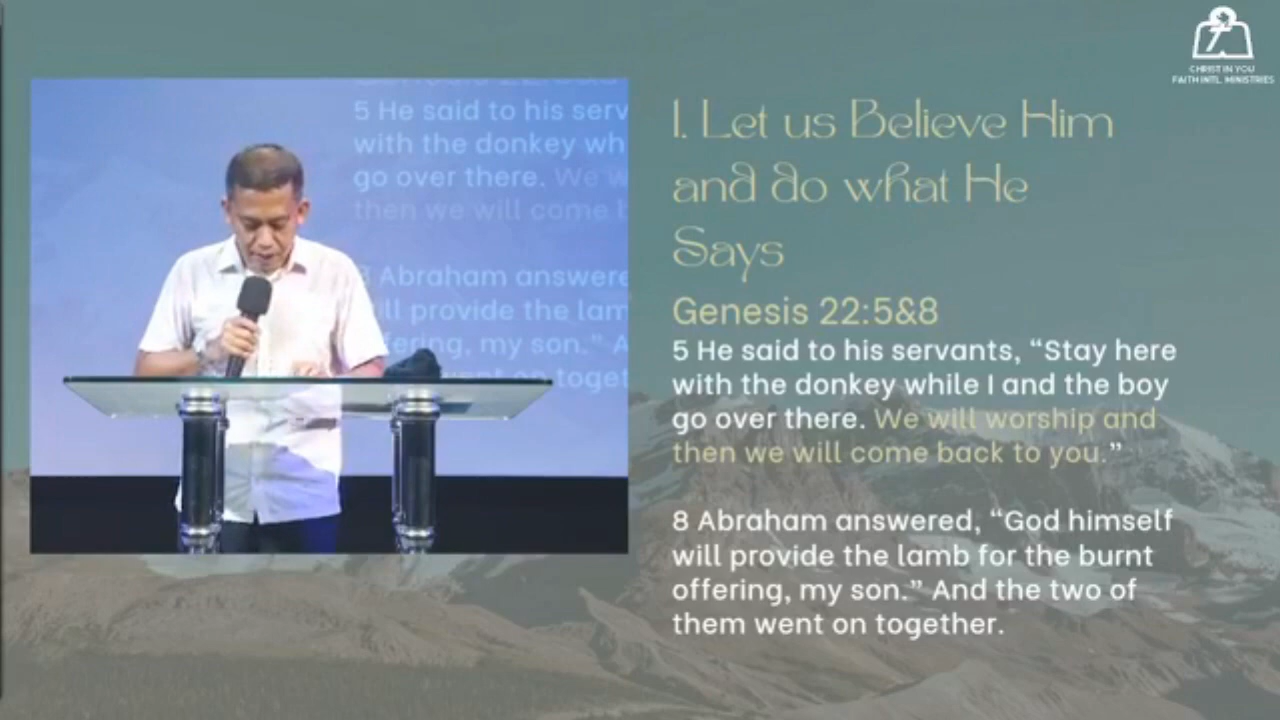 CHRIST IN YOU
FAITH INTL. MINISTRIES
1. Let us Believe Him
and do what He
Says
Genesis 22:5&8
5 He said to his servants, “Stay here
with the donkey while I and the boy
go over there. We will worship and
then we will come back to you.”
8 Abraham answered, “God himself
will provide the lamb for the burnt
offering, my son.” And the two of
them went on together.
5 He said to his serv
with the donkey wh
go over there. We w
then we will come b
8 Abraham answere
ill provide the lam
fering, my son.” A
went on toget